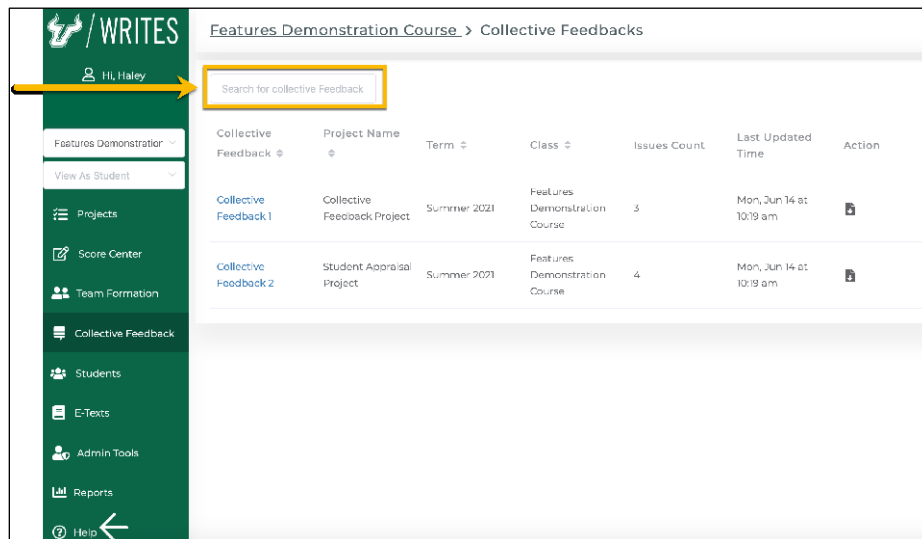 / WRITES
Hi, Haley
Features Demonstration
View As Student
Projects
Score Center
Team Formation
Collective Feedback
Students
E-Texts
Admin Tools
Reports
Help
Features Demonstration Course > Collective Feedbacks
Search for collective Feedback
Collective Feedback
Project Name
Term
Class
Issues Count
Last Updated Time
Action
Collective
Feedback 1
Collective
Feedback Project
Summer 2021
Features
Demonstration
Course
3
Mon, Jun 14 at
10:19 am
Collective
Feedback 2
Student Appraisal
Project
Summer 2021
Features
Demonstration
Course
4
Mon, Jun 14 at
10:19 am